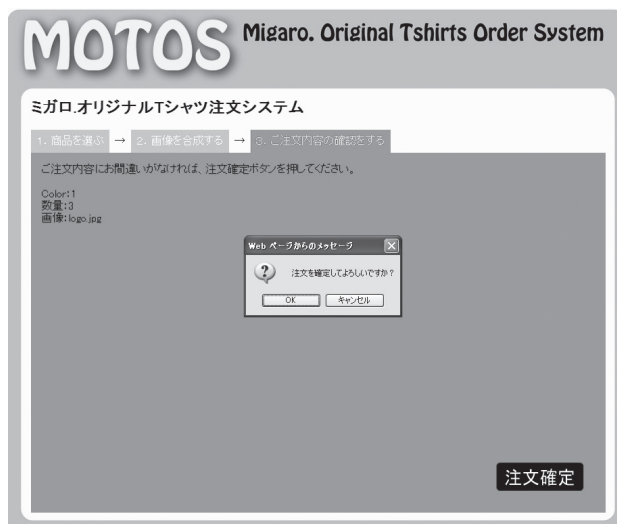 MOTOS Migaro. Original Tshirts Order System
ミガロ.オリジナルTシャツ注文システム
1. 商品を選ぶ → 2. 画像を合成する → 3. ご注文内容の確認をする
ご注文内容にお間違いがなければ、注文確定ボタンを押してください。
Color:1
数量:3
画像:logo.jpg
Web ページからのメッセージ
注文を確定してよろしいですか?
OK キャンセル
注文確定